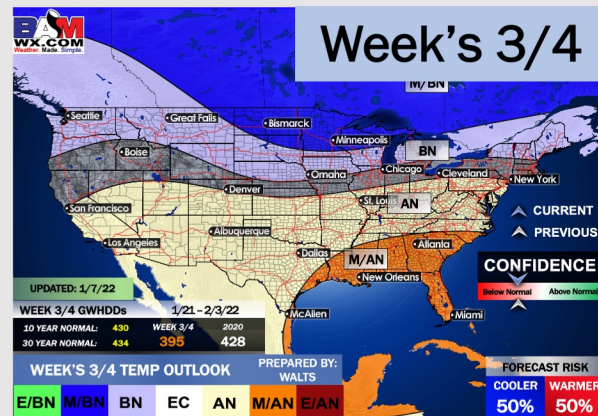 BAM
WX.COM
Weather. Made. Simple.
Week's 3/4
M/BN
Seattle
Great Falls
Bismarck
Minneapolis
BN
Boise
Chicago
Cleveland
Omaha
New York
Denver
San Francisco
St. Louis
AN
CURRENT
PREVIOUS
Albuquerque
Los Angeles
Atlanta
Dallas
M/AN
New Orleans
CONFIDENCE
Below Normal Above Normal
UPDATED: 1/7/22
WEEK 3/4 GWHDDs 1/21 - 2/3/22
10 YEAR NORMAL: 430 WEEK 3/4 2020
30 YEAR NORMAL: 434 395 428
McAllen
Miami
WEEK'S 3/4 TEMP OUTLOOK
PREPARED BY:
WALTS
FORECAST RISK
COOLER WARMER
50% 50%
E/BN M/BN BN EC AN M/AN E/AN